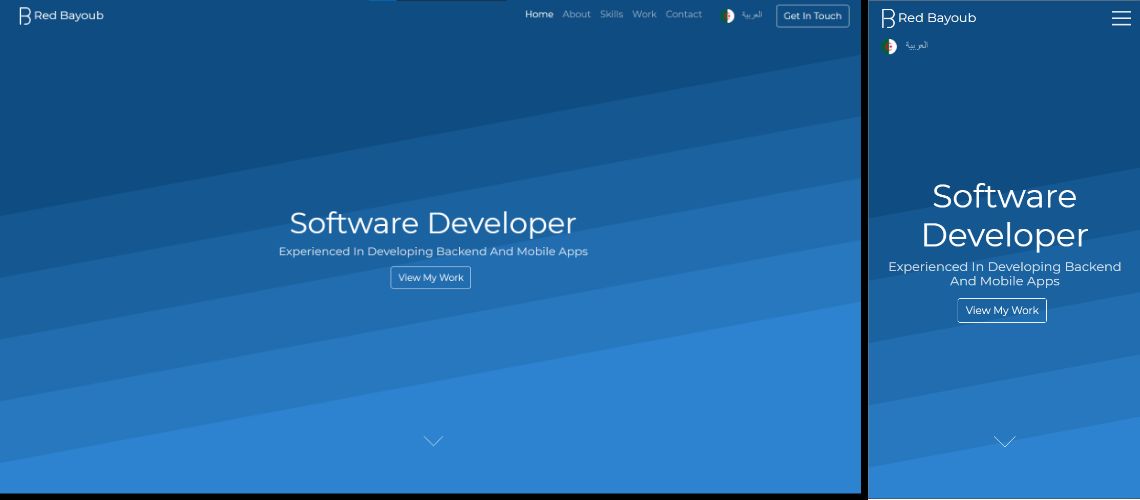 Red Bayoub
Home About Skills Work Contact العربية Get In Touch
Software Developer
Experienced In Developing Backend And Mobile Apps
View My Work
Red Bayoub
العربية
Software
Developer
Experienced In Developing Backend
And Mobile Apps
View My Work